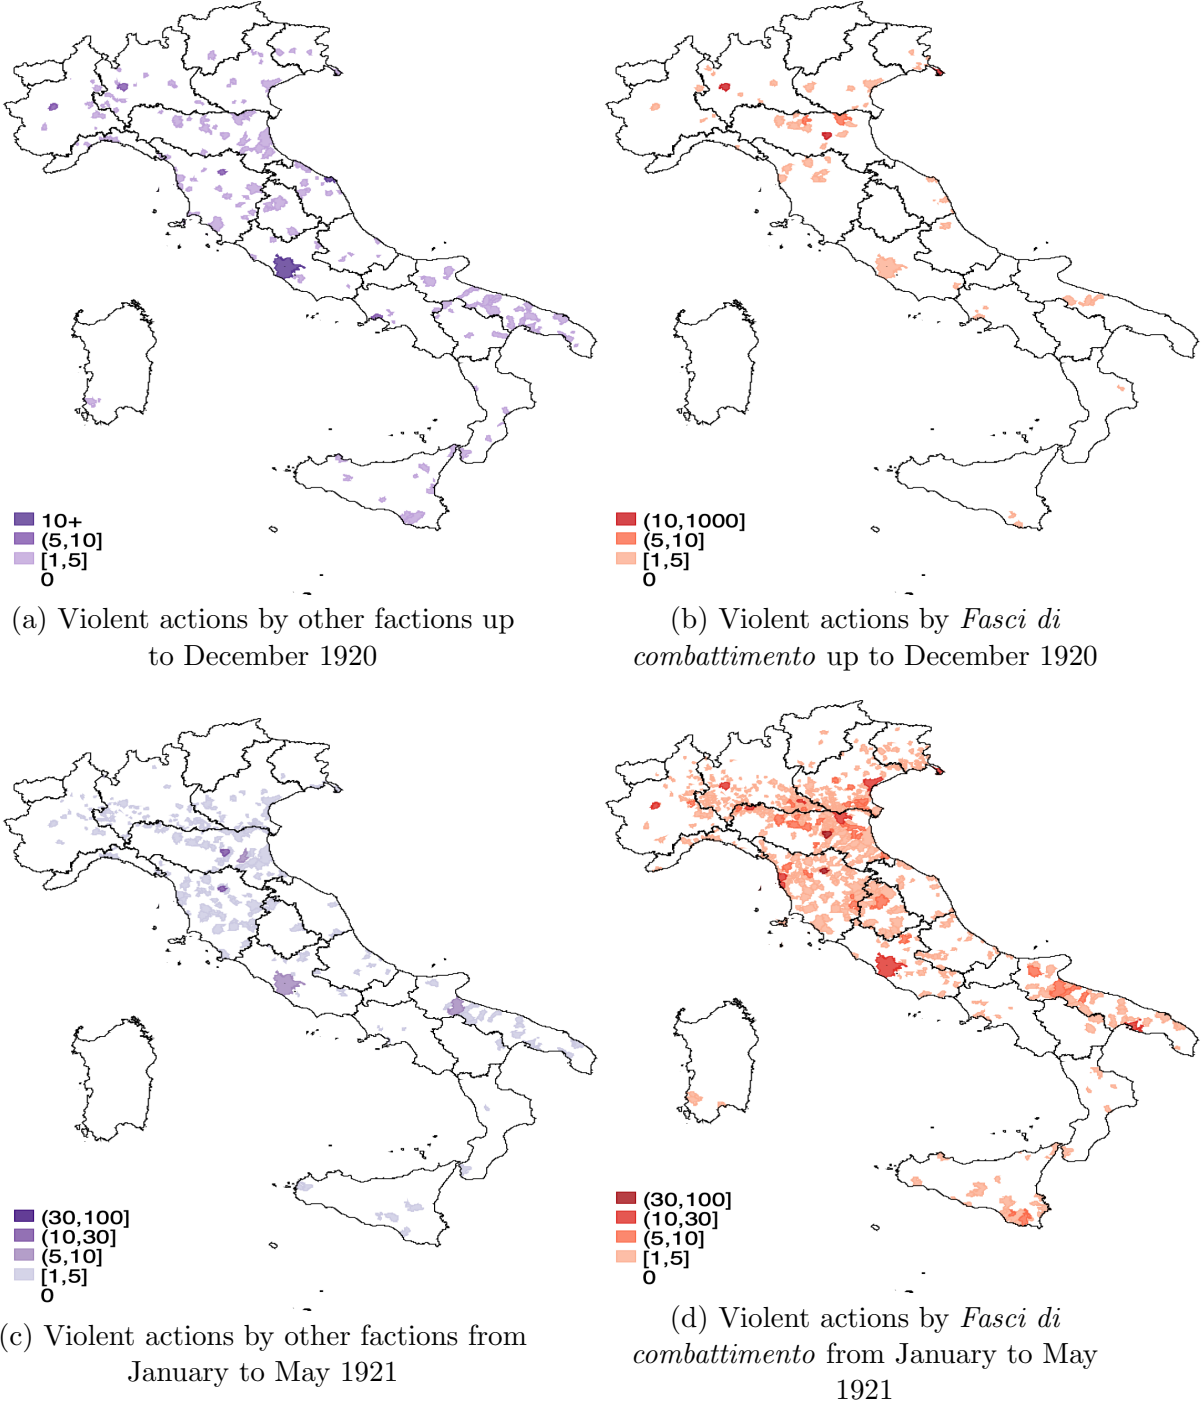 10+
(5,10]
[1,5]
0
(a) Violent actions by other factions up
to December 1920
(10,1000]
(5,10]
[1,5]
0
(b) Violent actions by Fasci di
combattimento up to December 1920
(30,100]
(10,30]
(5,10]
[1,5]
0
(c) Violent actions by other factions from
January to May 1921
(30,100]
(10,30]
(5,10]
[1,5]
0
(d) Violent actions by Fasci di
combattimento from January to May
1921